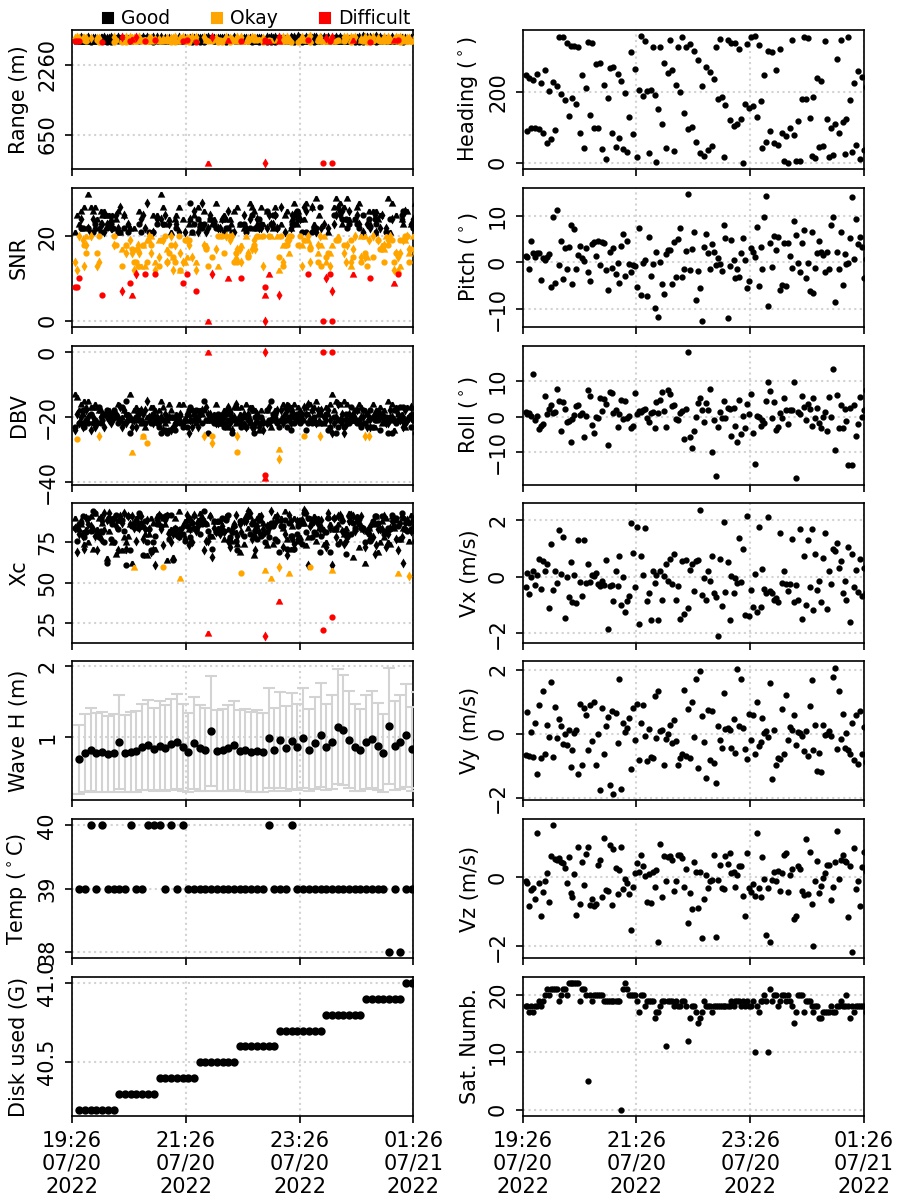 Good Okay Difficult
Range (m)
2260
650
Heading (°)
200
0
SNR
20
0
Pitch (°)
10
0
−10
DBV
0
−20
−40
Roll (°)
10
0
−10
Xc
75
50
25
Vx (m/s)
2
0
−2
Wave H (m)
2
1
Vy (m/s)
2
0
−2
Temp (°C)
40
39
38
Vz (m/s)
0
−2
Disk used (G)
41.0
40.5
Sat. Numb.
20
10
0
19:26 21:26 23:26 01:26
07/20 07/20 07/20 07/21
2022 2022 2022 2022
19:26 21:26 23:26 01:26
07/20 07/20 07/20 07/21
2022 2022 2022 2022